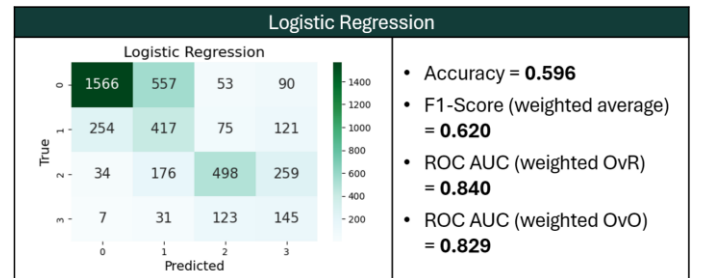 Logistic Regression
Logistic Regression
0 1566 557 53 90
1 254 417 75 121
2 34 176 498 259
3 7 31 123 145
0 1 2 3
True
Predicted
1400
1200
1000
800
600
400
200
• Accuracy = 0.596
• F1-Score (weighted average)
= 0.620
• ROC AUC (weighted OvR)
= 0.840
• ROC AUC (weighted OvO)
= 0.829